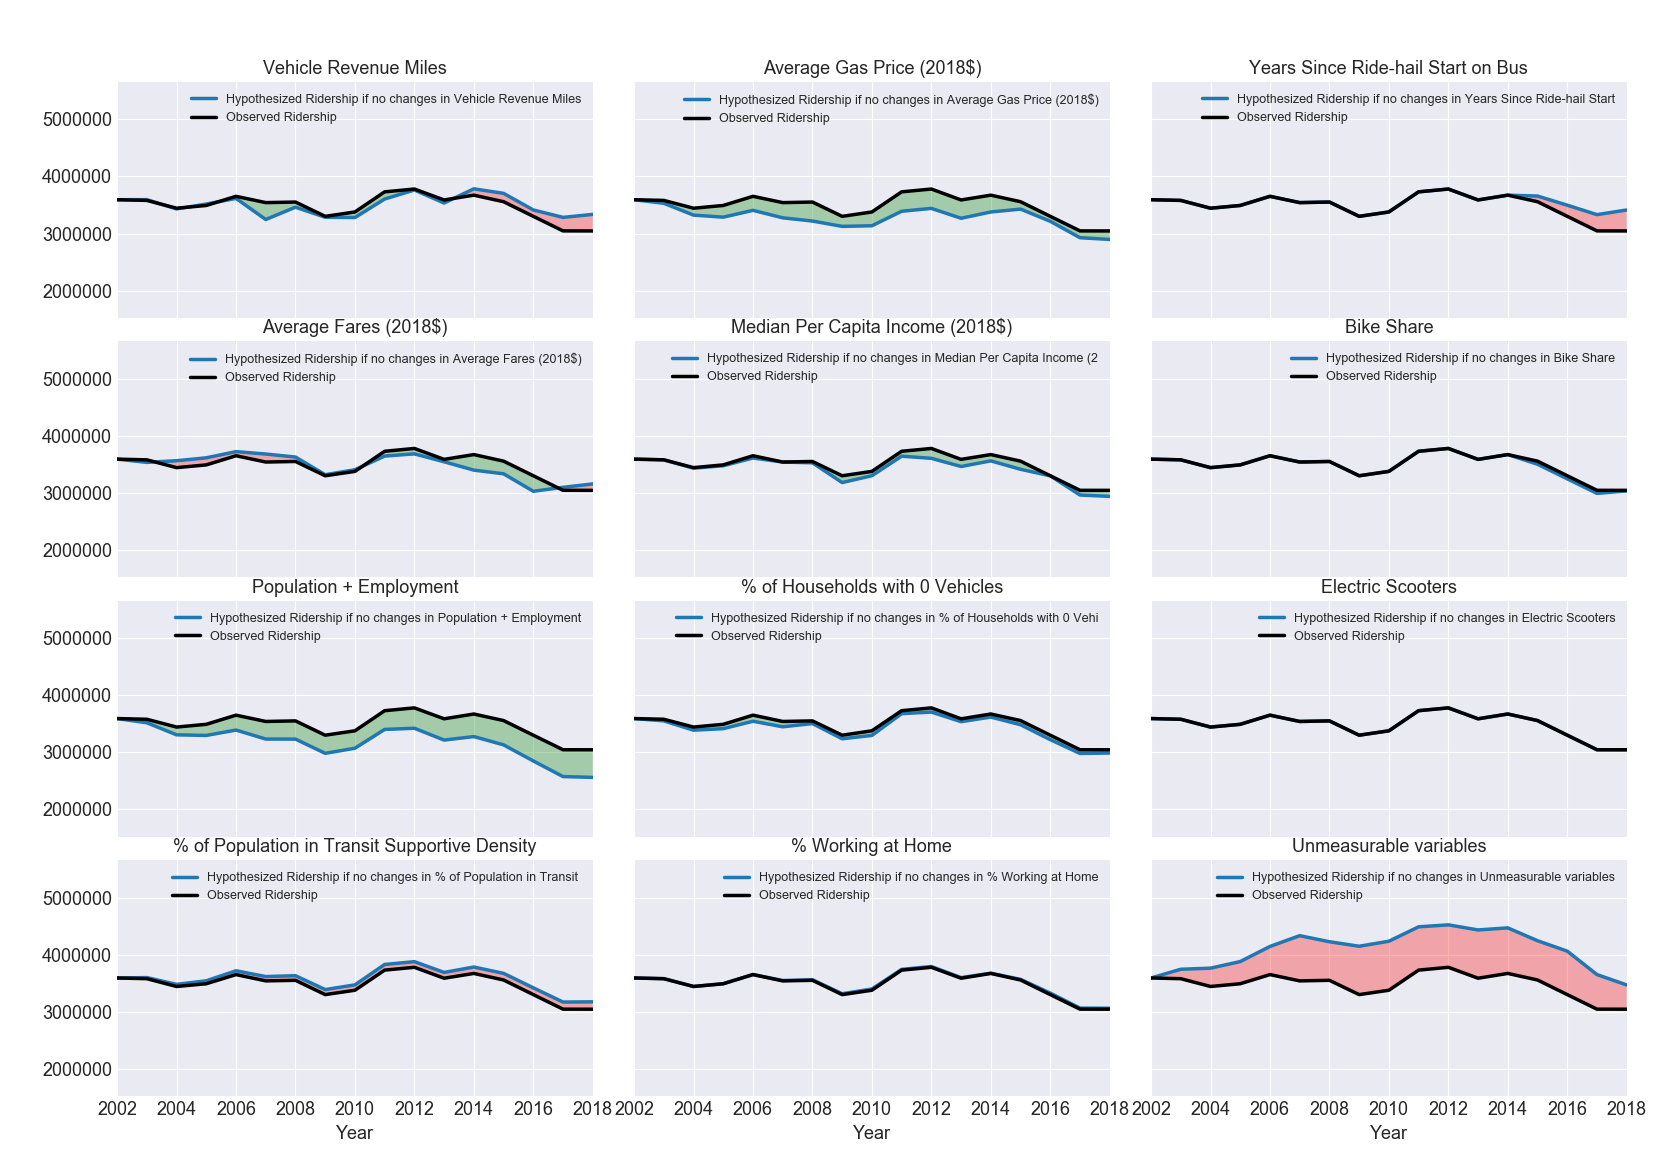 Vehicle Revenue Miles
Hypothesized Ridership if no changes in Vehicle Revenue Miles
Observed Ridership
5000000
4000000
3000000
2000000
Average Gas Price (2018$)
Hypothesized Ridership if no changes in Average Gas Price (2018$)
Observed Ridership
Years Since Ride-hail Start on Bus
Hypothesized Ridership if no changes in Years Since Ride-hail Start
Observed Ridership
Average Fares (2018$)
Hypothesized Ridership if no changes in Average Fares (2018$)
Observed Ridership
5000000
4000000
3000000
2000000
Median Per Capita Income (2018$)
Hypothesized Ridership if no changes in Median Per Capita Income (2
Observed Ridership
Bike Share
Hypothesized Ridership if no changes in Bike Share
Observed Ridership
Population + Employment
Hypothesized Ridership if no changes in Population + Employment
Observed Ridership
5000000
4000000
3000000
2000000
% of Households with 0 Vehicles
Hypothesized Ridership if no changes in % of Households with 0 Vehi
Observed Ridership
Electric Scooters
Hypothesized Ridership if no changes in Electric Scooters
Observed Ridership
% of Population in Transit Supportive Density
Hypothesized Ridership if no changes in % of Population in Transit
Observed Ridership
5000000
4000000
3000000
2000000
2002 2004 2006 2008 2010 2012 2014 2016 2018
Year
% Working at Home
Hypothesized Ridership if no changes in % Working at Home
Observed Ridership
2002 2004 2006 2008 2010 2012 2014 2016 2018
Year
Unmeasurable variables
Hypothesized Ridership if no changes in Unmeasurable variables
Observed Ridership
2002 2004 2006 2008 2010 2012 2014 2016 2018
Year